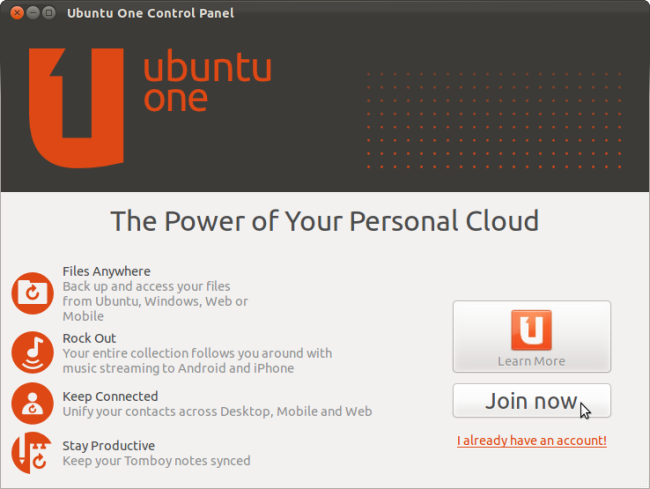 Ubuntu One Control Panel
ubuntu
one
The Power of Your Personal Cloud
Files Anywhere
Back up and access your files
from Ubuntu, Windows, Web or
Mobile
Rock Out
Your entire collection follows you around with
music streaming to Android and iPhone
Keep Connected
Unify your contacts across Desktop, Mobile and Web
Stay Productive
Keep your Tomboy notes synced
Learn More
Join now
I already have an account!